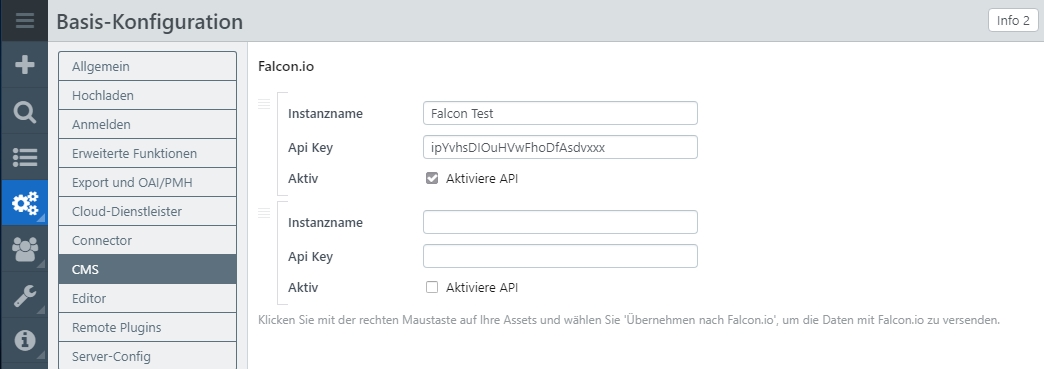 Basis-Konfiguration
Info 2
Allgemein
Hochladen
Anmelden
Erweiterte Funktionen
Export und OAI/PMH
Cloud-Dienstleister
Connector
CMS
Editor
Remote Plugins
Server-Config
Falcon.io
Instanzname
Falcon Test
Api Key
ipYvhsDIOuHVwFhoDfAsdvxxx
Aktiv
Aktiviere API
Instanzname
Api Key
Aktiv
Aktiviere API
Klicken Sie mit der rechten Maustaste auf Ihre Assets und wählen Sie 'Übernehmen nach Falcon.io', um die Daten mit Falcon.io zu versenden.